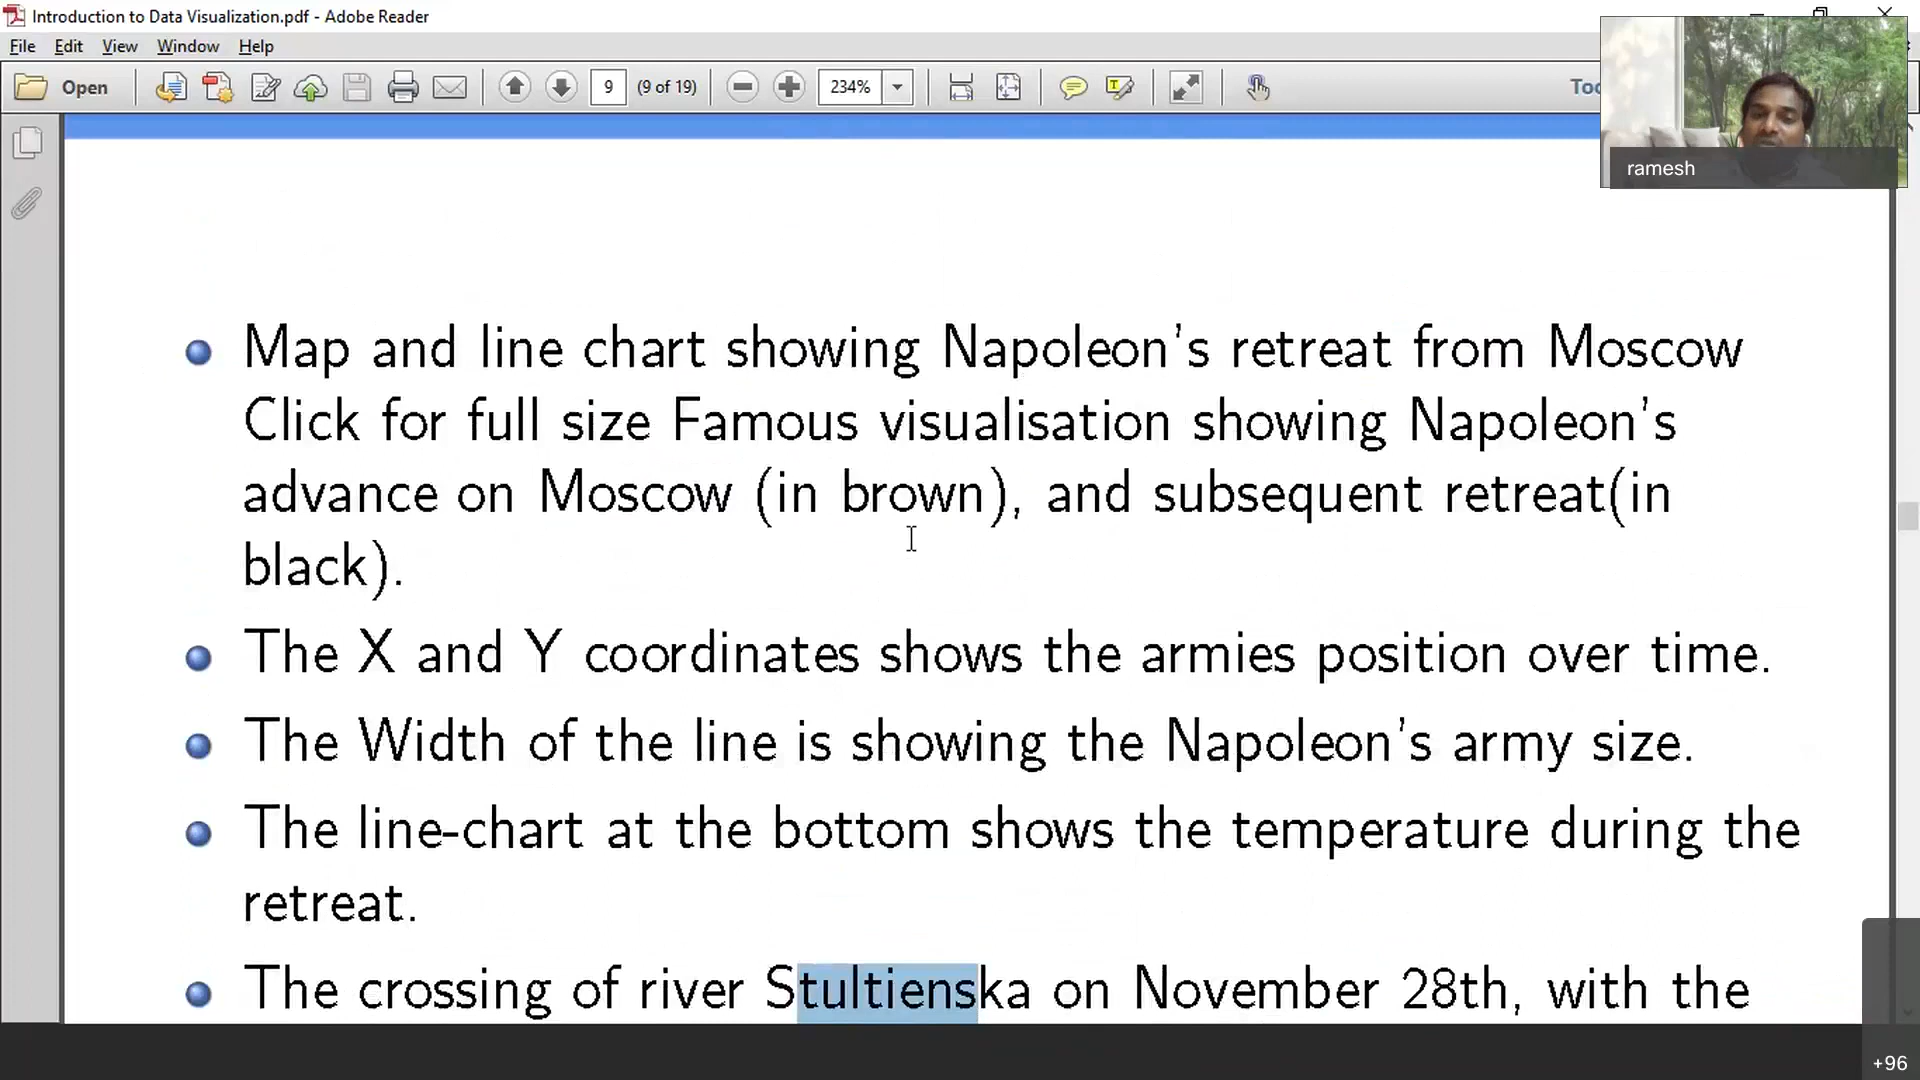 Introduction to Data Visualization.pdf - Adobe Reader
File Edit View Window Help
Open 9 (9 of 19) 234% Too
ramesh
Map and line chart showing Napoleon's retreat from Moscow
Click for full size Famous visualisation showing Napoleon's
advance on Moscow (in brown), and subsequent retreat(in
black).
The X and Y coordinates shows the armies position over time.
The Width of the line is showing the Napoleon's army size.
The line-chart at the bottom shows the temperature during the
retreat.
The crossing of river Stultienska on November 28th, with the
+96